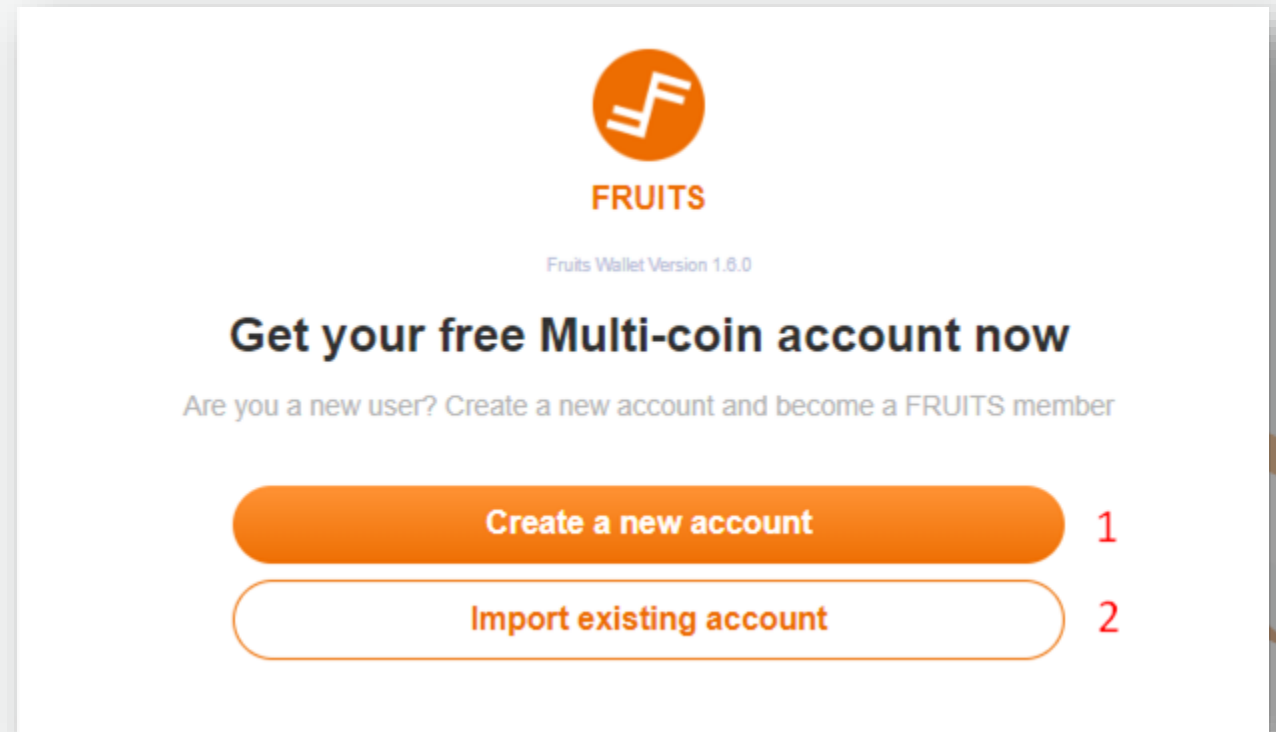 FRUITS
Fruits Wallet Version 1.6.0
Get your free Multi-coin account now
Are you a new user? Create a new account and become a FRUITS member
Create a new account 1
Import existing account 2